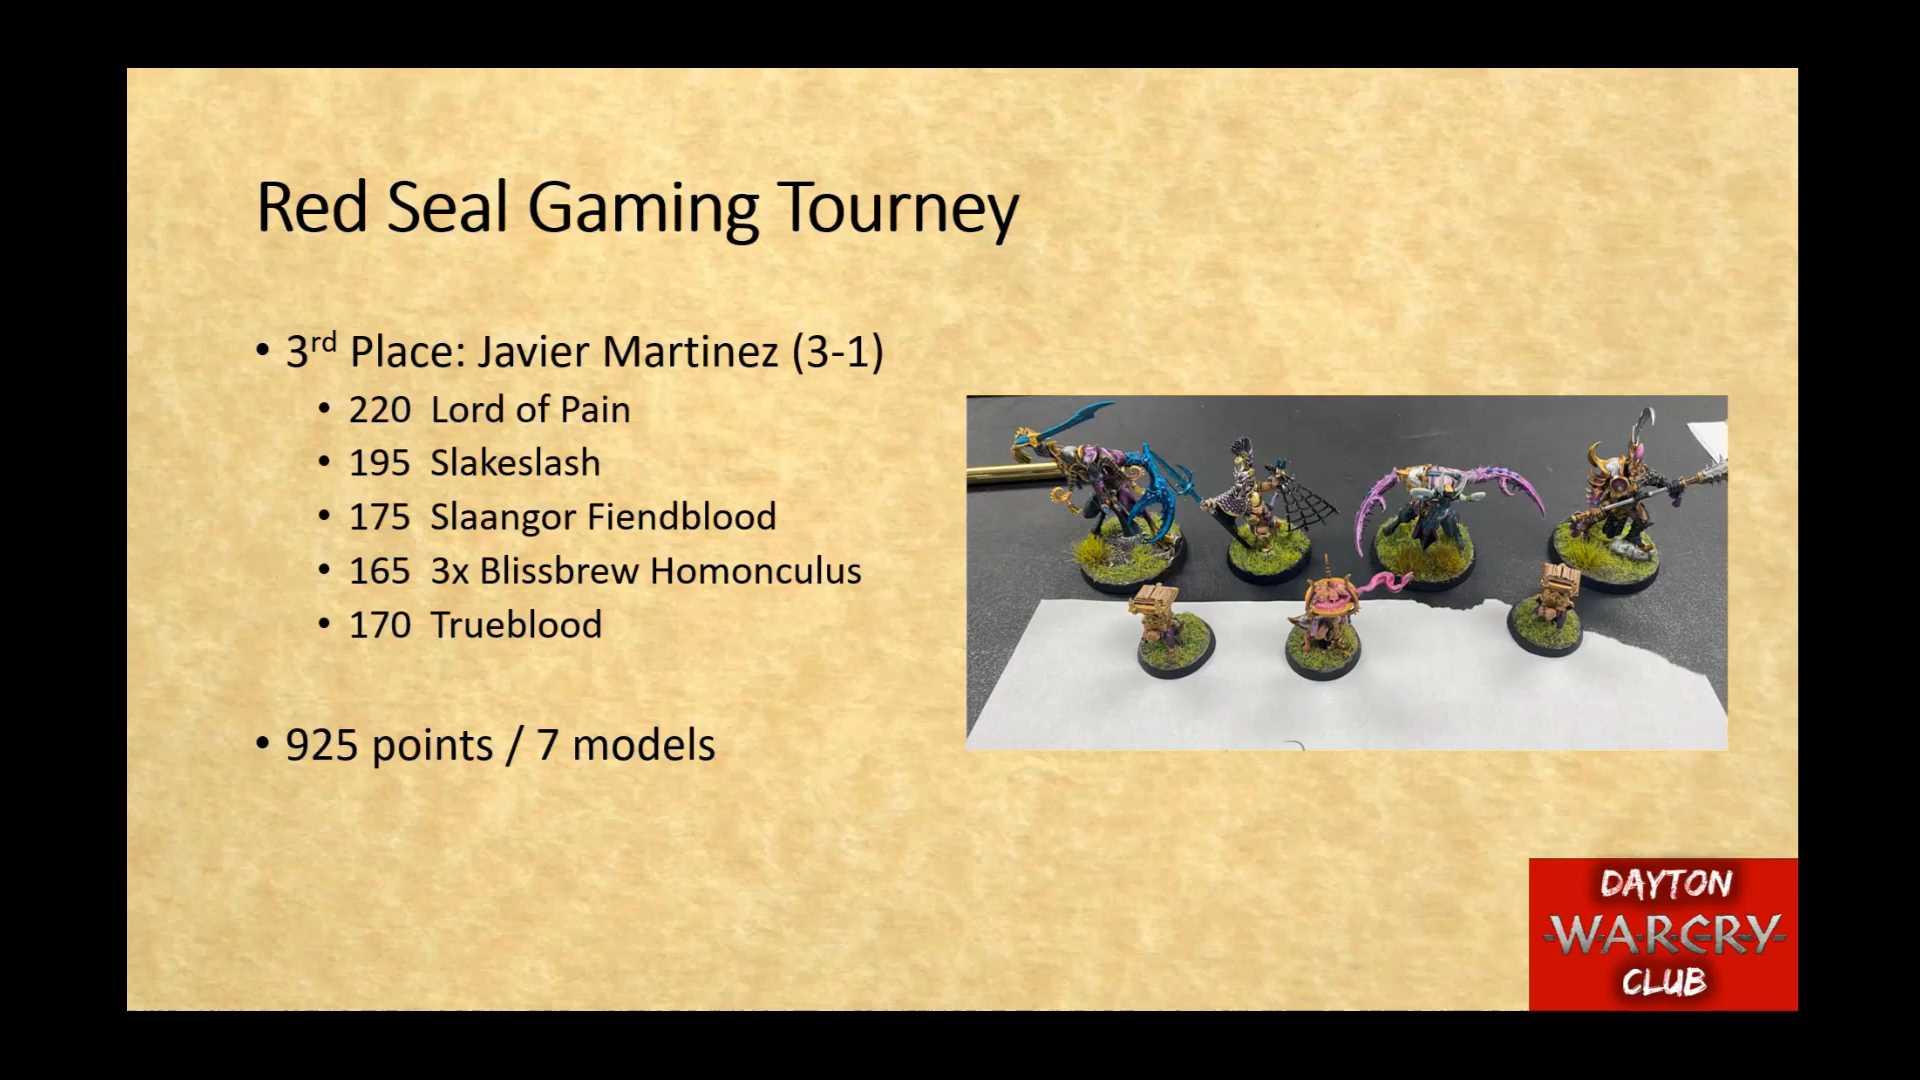 Red Seal Gaming Tourney
• 3rd Place: Javier Martinez (3-1)
• 220 Lord of Pain
• 195 Slakeslash
• 175 Slaangor Fiendblood
• 165 3x Blissbrew Homonculus
• 170 Trueblood
• 925 points / 7 models
DAYTON
WARCRY
CLUB